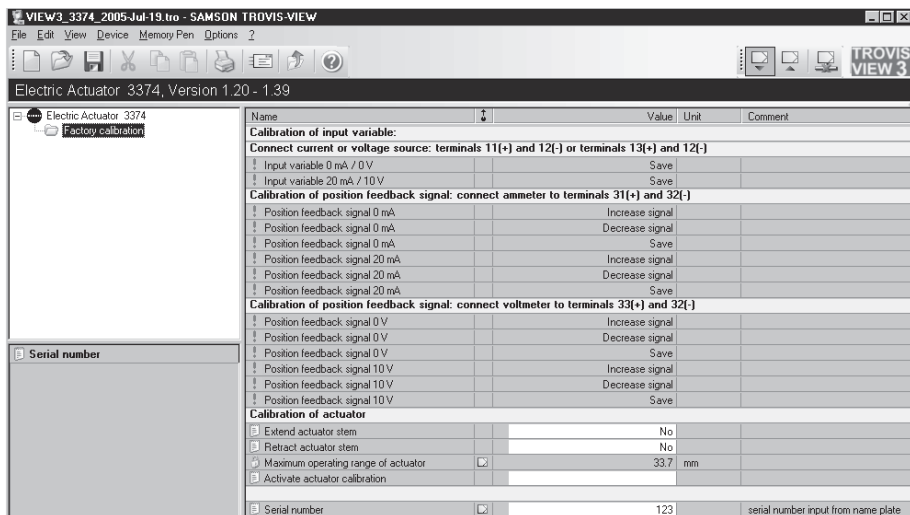 VIEW3_3374_2005-Jul-19.tro - SAMSON TROVIS-VIEW
File Edit View Device Memory Pen Options ?
TROVIS
VIEW 3
Electric Actuator 3374, Version 1.20 - 1.39
Electric Actuator 3374
Factory calibration
Serial number
Name Value Unit Comment
Calibration of input variable:
Connect current or voltage source: terminals 11(+) and 12(-) or terminals 13(+) and 12(-)
Input variable 0 mA / 0 V Save
Input variable 20 mA / 10 V Save
Calibration of position feedback signal: connect ammeter to terminals 31(+) and 32(-)
Position feedback signal 0 mA Increase signal
Position feedback signal 0 mA Decrease signal
Position feedback signal 0 mA Save
Position feedback signal 20 mA Increase signal
Position feedback signal 20 mA Decrease signal
Position feedback signal 20 mA Save
Calibration of position feedback signal: connect voltmeter to terminals 33(+) and 32(-)
Position feedback signal 0 V Increase signal
Position feedback signal 0 V Decrease signal
Position feedback signal 0 V Save
Position feedback signal 10 V Increase signal
Position feedback signal 10 V Decrease signal
Position feedback signal 10 V Save
Calibration of actuator
Extend actuator stem No
Retract actuator stem No
Maximum operating range of actuator 33.7 mm
Activate actuator calibration
Serial number 123 serial number input from name plate